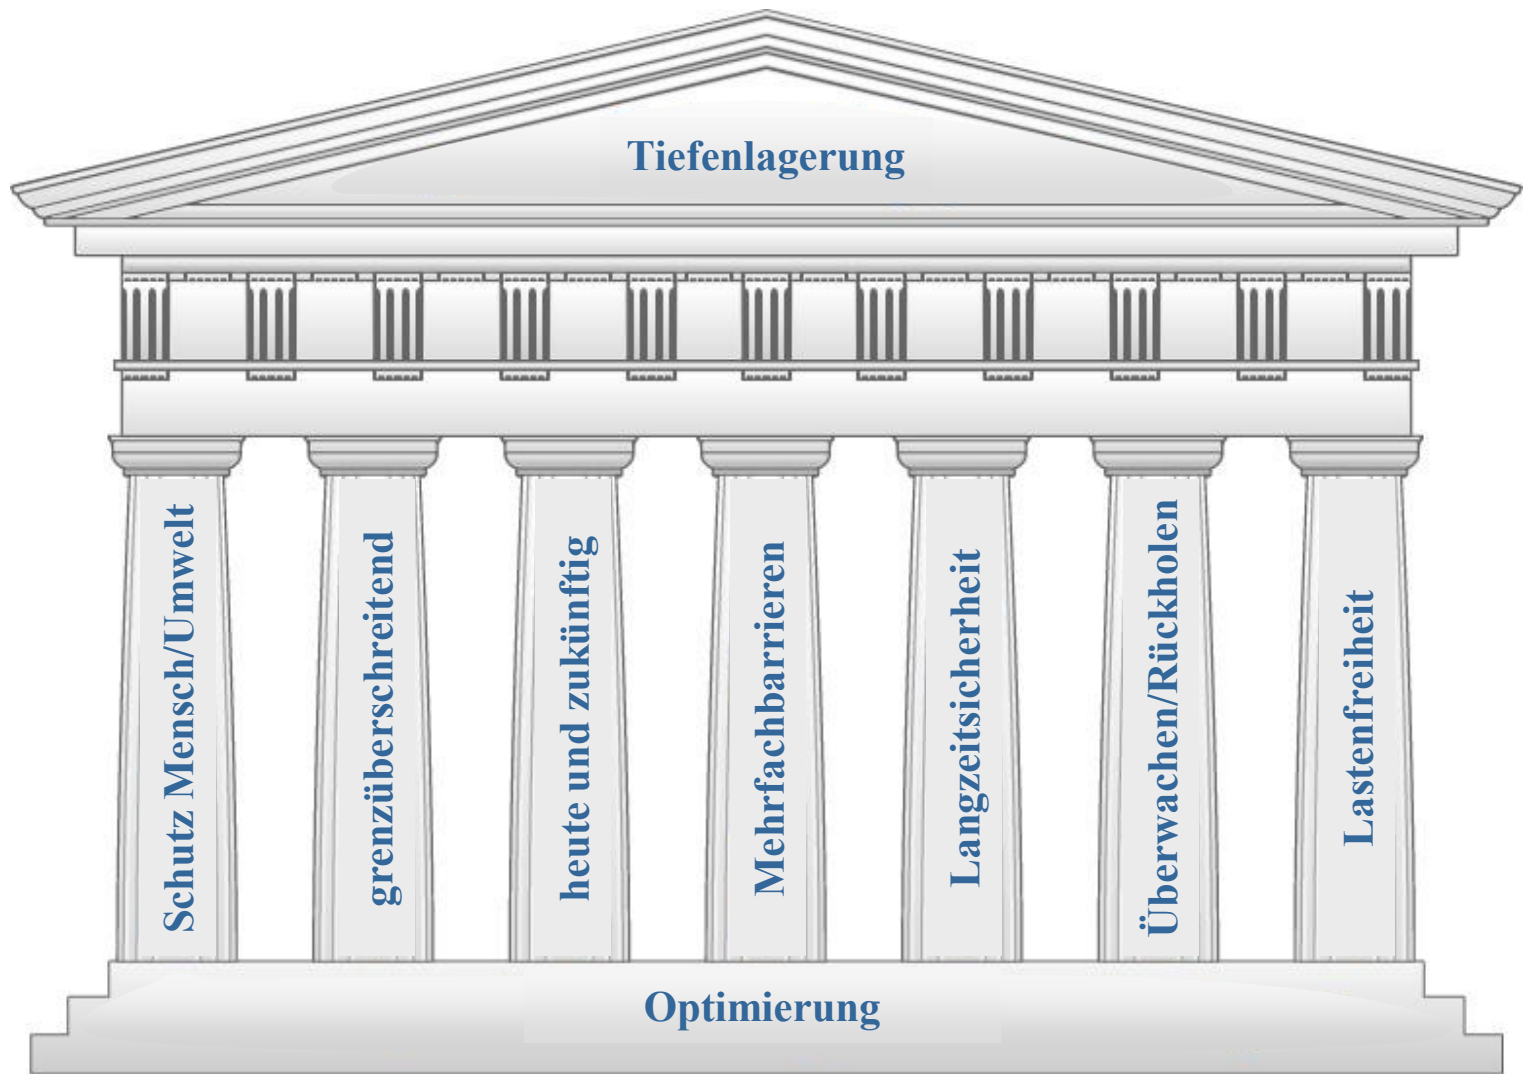 Tiefenlagerung
Schutz Mensch/Umwelt
grenzüberschreitend
heute und zukünftig
Mehrfachbarrieren
Langzeitsicherheit
Überwachen/Rückholen
Lastenfreiheit
Optimierung